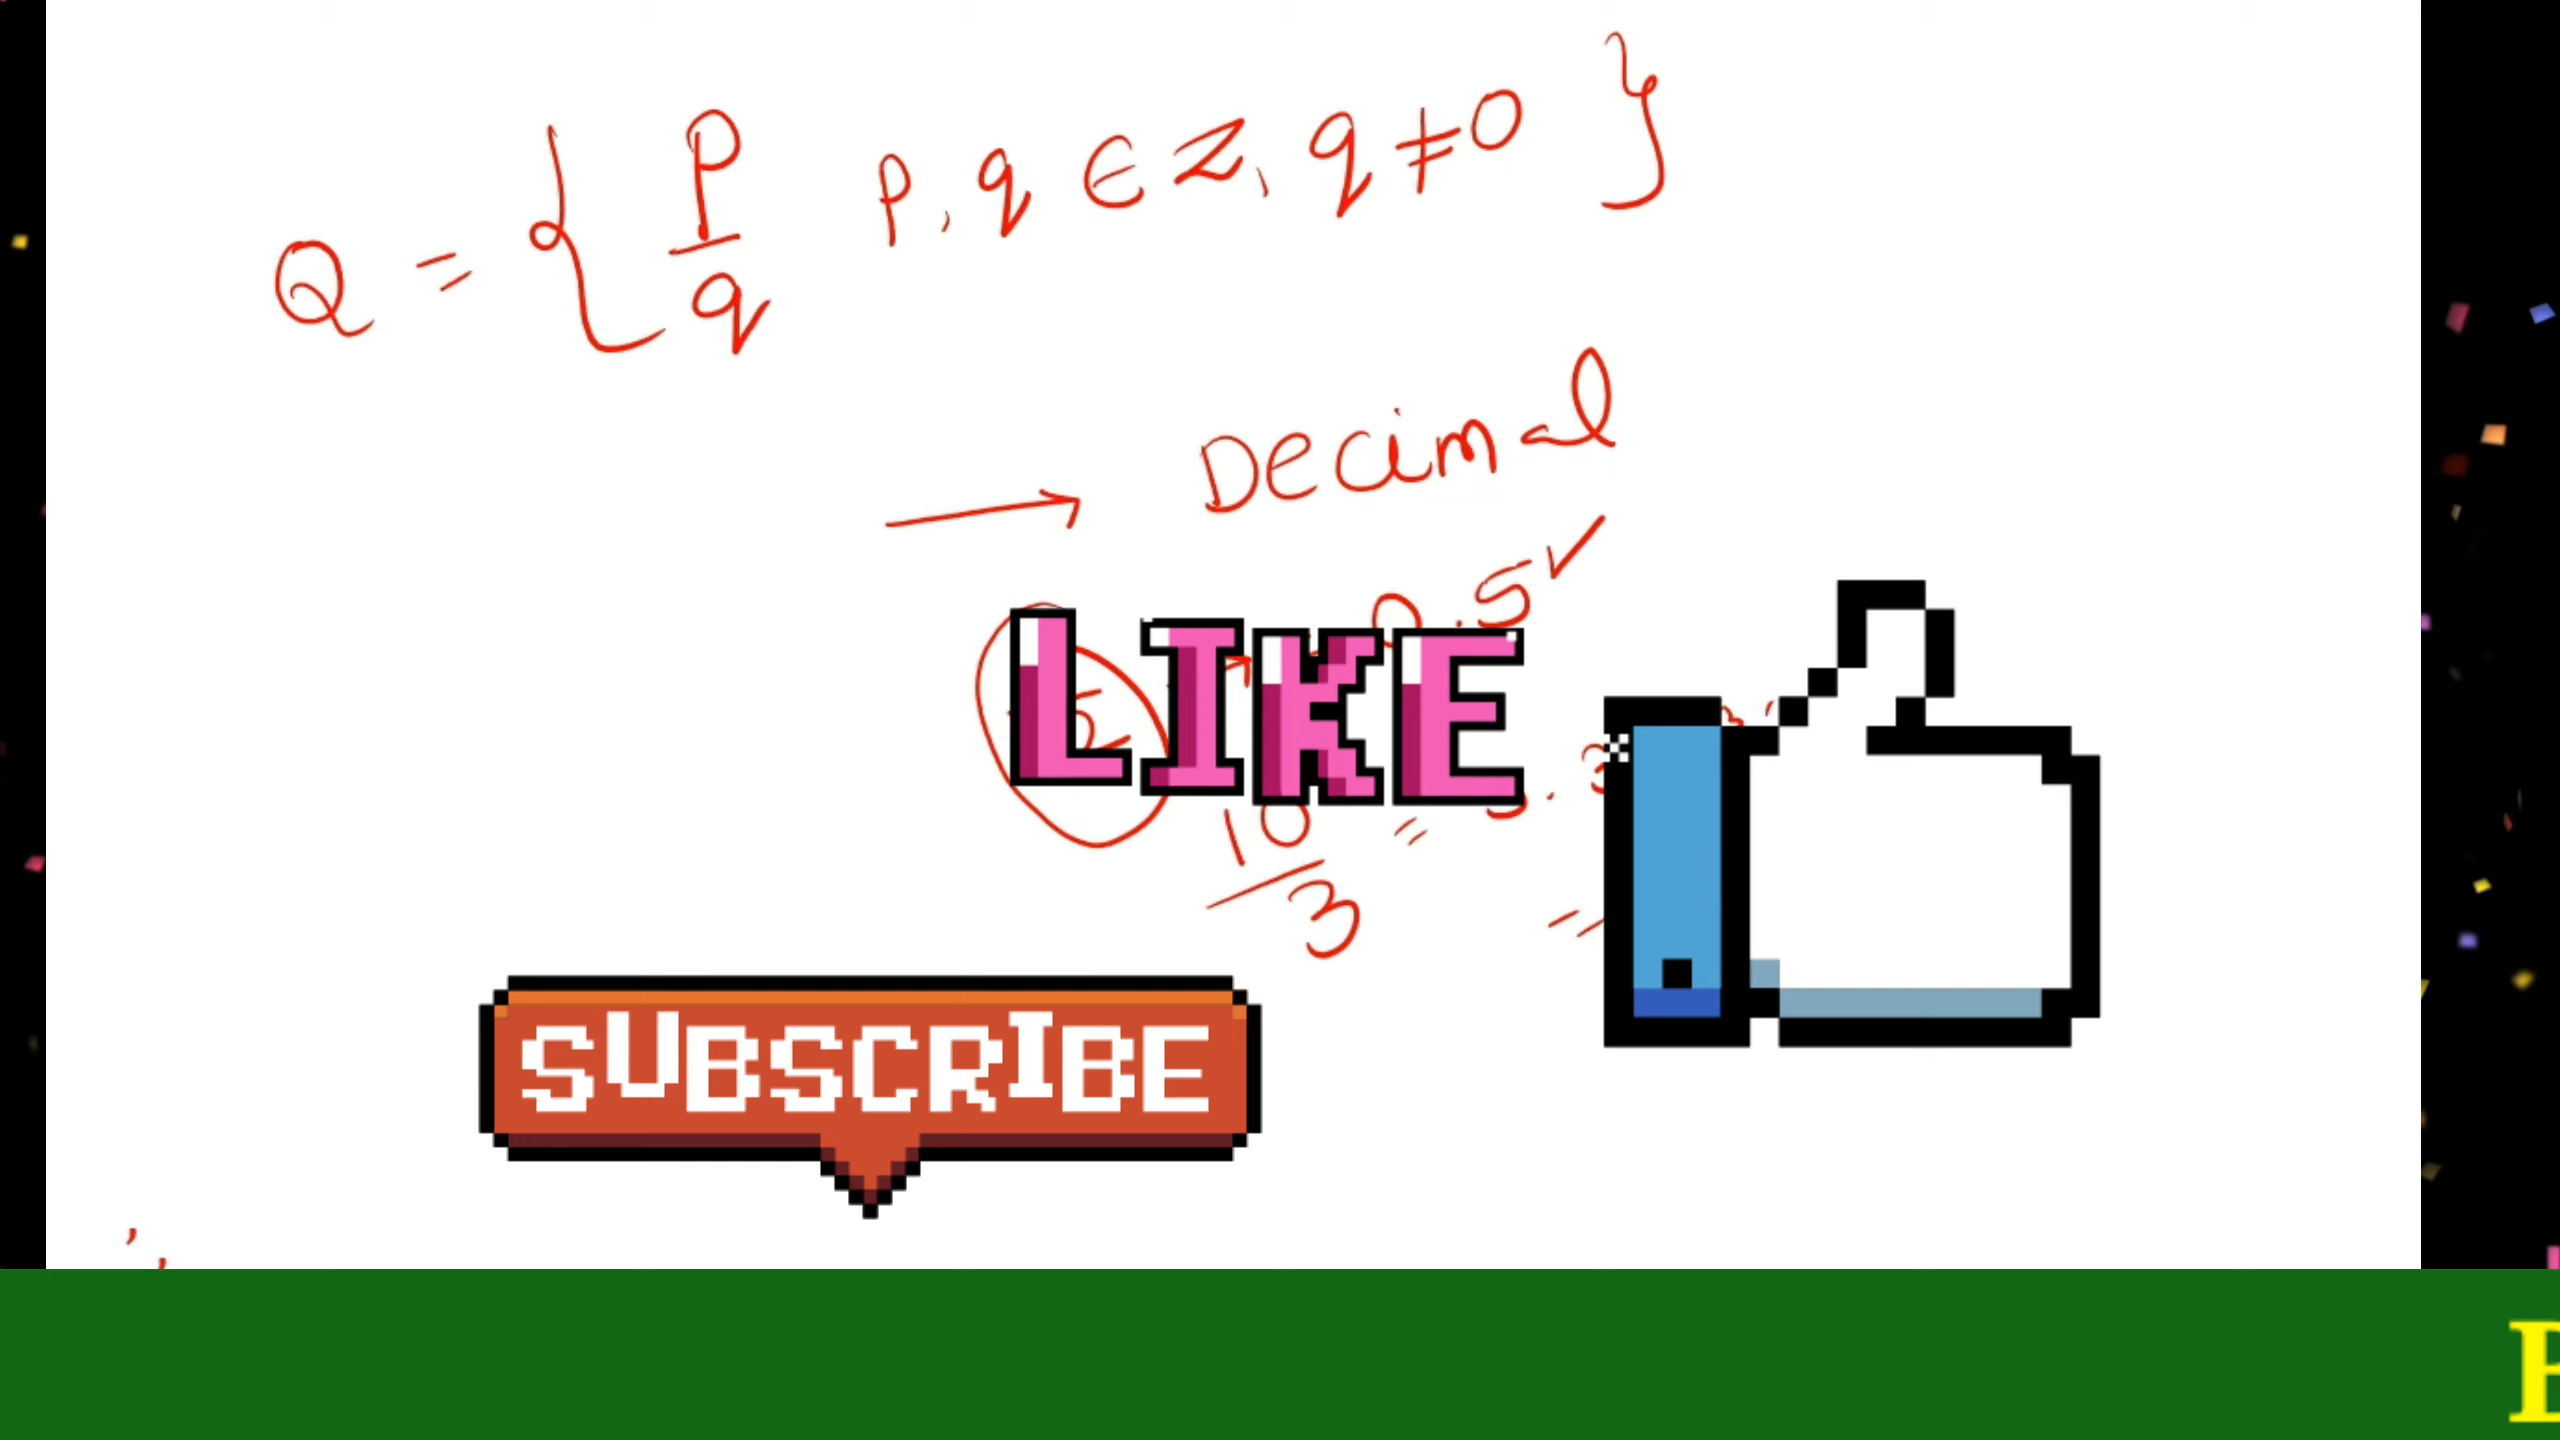 Q = { p/q p, q ∈ Z, q ≠ 0 }
→ Decimal
0.5 ✓
LIKE
10/3 =
=
SUBSCRIBE